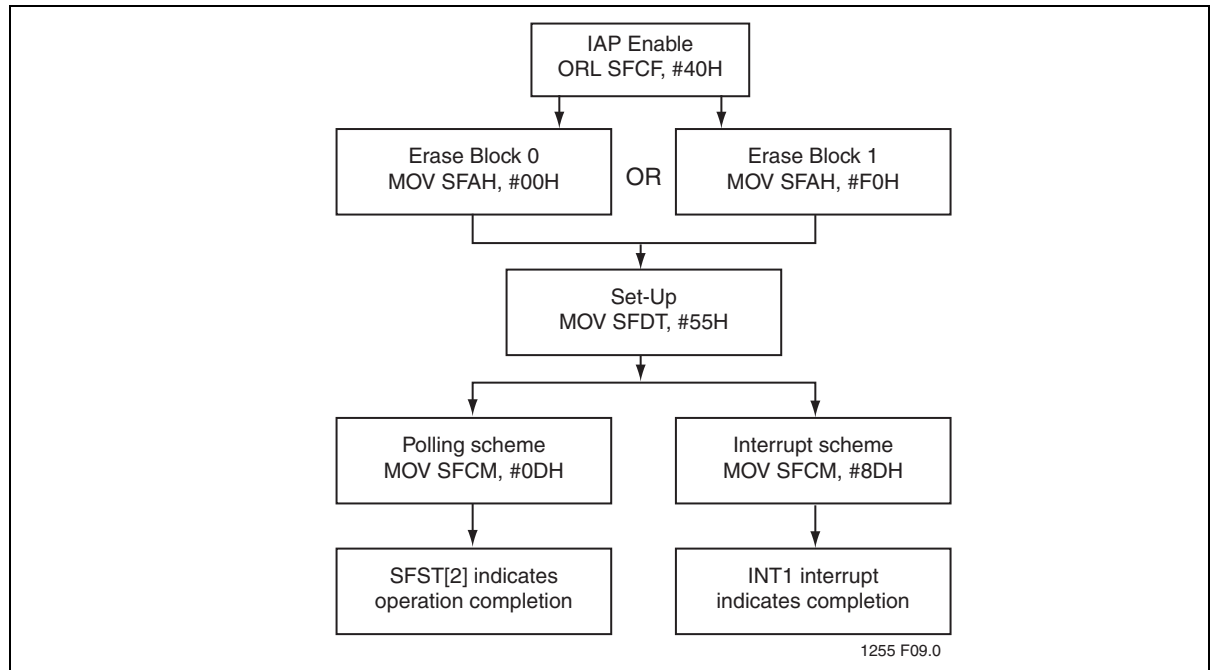 IAP Enable
ORL SFCF, #40H
Erase Block 0
MOV SFAH, #00H
OR
Erase Block 1
MOV SFAH, #F0H
Set-Up
MOV SFDT, #55H
Polling scheme
MOV SFCM, #0DH
Interrupt scheme
MOV SFCM, #8DH
SFST[2] indicates
operation completion
INT1 interrupt
indicates completion
1255 F09.0